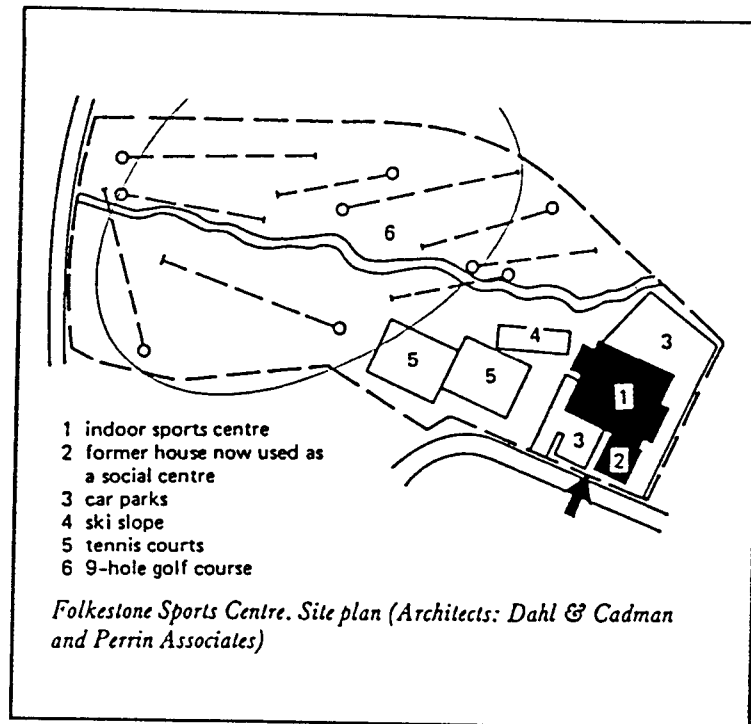 6
4
3
5
5
1
3
2
1 indoor sports centre
2 former house now used as
a social centre
3 car parks
4 ski slope
5 tennis courts
6 9-hole golf course
Folkestone Sports Centre. Site plan (Architects: Dahl & Cadman
and Perrin Associates)